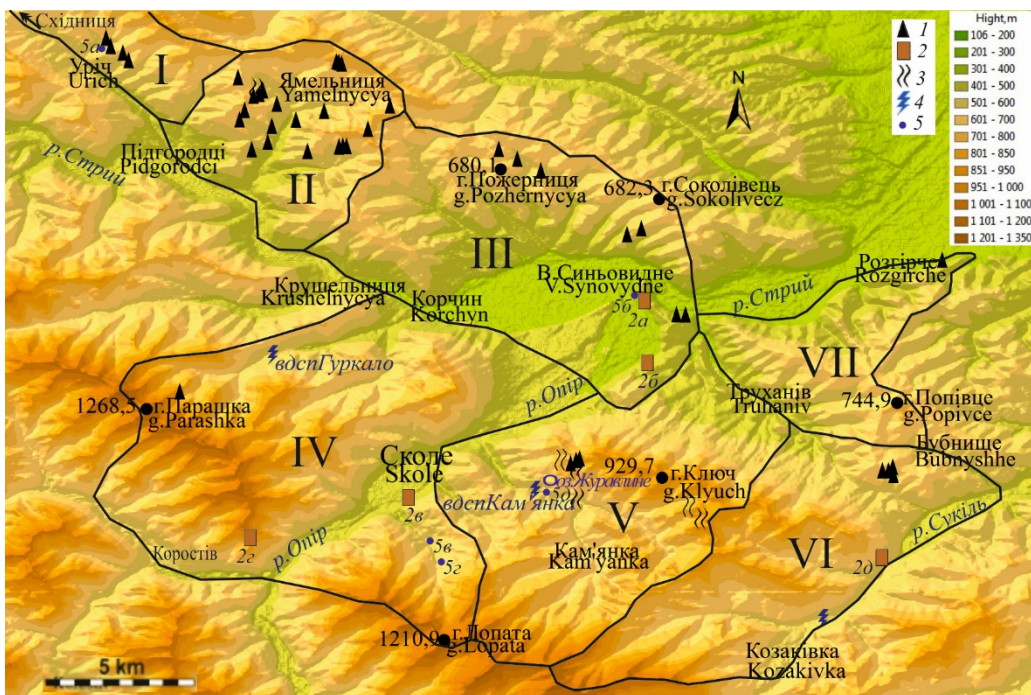 Східниця
5а
Уріч
Urich
I
Ямельниця
Yamelnycya
1
2
3
4
5
N
Hight,m
106 - 200
201 - 300
301 - 400
401 - 500
501 - 600
601 - 700
701 - 800
801 - 850
851 - 950
951 - 1 000
1 001 - 1 100
1 101 - 1 200
1 201 - 1 350
р.Стрий
Підгородці
Pidgorodci
II
680,1
г.Пожерниця
g.Pozhernycya
682,3
г.Соколівець
g.Sokolivecz
III
Крушельниця
Krushelnycya
Корчин
Korchyn
В.Синьовидне
V.Synovydne
5б
2а
2б
р.Стрий
Розгірче
Rozgirche
VII
вдспГуркало
р.Опір
Труханів
Truhaniv
1268,5
г.Парашка
g.Parashka
744,9
г.Попівце
g.Popivce
IV
Сколе
Skole
Бубнище
Bubnyshhe
929,7
г.Ключ
g.Klyuch
оз.Журавлине
5д
вдспКам'янка
2в
V
р.Сукіль
Коростів
2г
р.Опір
5в
5г
Кам'янка
Kam'yanka
VI
2д
1210,9
г.Лопата
g.Lopata
Козаківка
Kozakivka
5 km